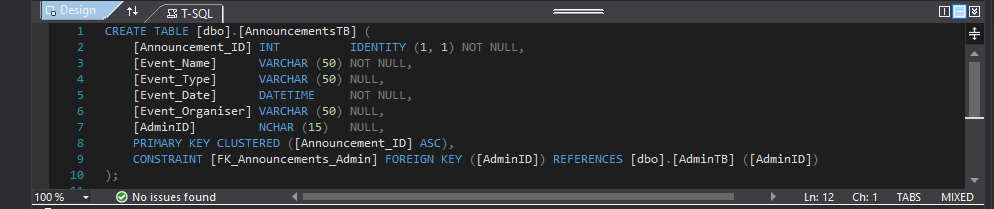 Design T-SQL
1 CREATE TABLE [dbo].[AnnouncementsTB] (
2     [Announcement_ID] INT          IDENTITY (1, 1) NOT NULL,
3     [Event_Name]      VARCHAR (50) NOT NULL,
4     [Event_Type]      VARCHAR (50) NULL,
5     [Event_Date]      DATETIME     NOT NULL,
6     [Event_Organiser] VARCHAR (50) NULL,
7     [AdminID]         NCHAR (15)   NULL,
8     PRIMARY KEY CLUSTERED ([Announcement_ID] ASC),
9     CONSTRAINT [FK_Announcements_Admin] FOREIGN KEY ([AdminID]) REFERENCES [dbo].[AdminTB] ([AdminID])
10 );
100 % No issues found Ln: 12 Ch: 1 TABS MIXED